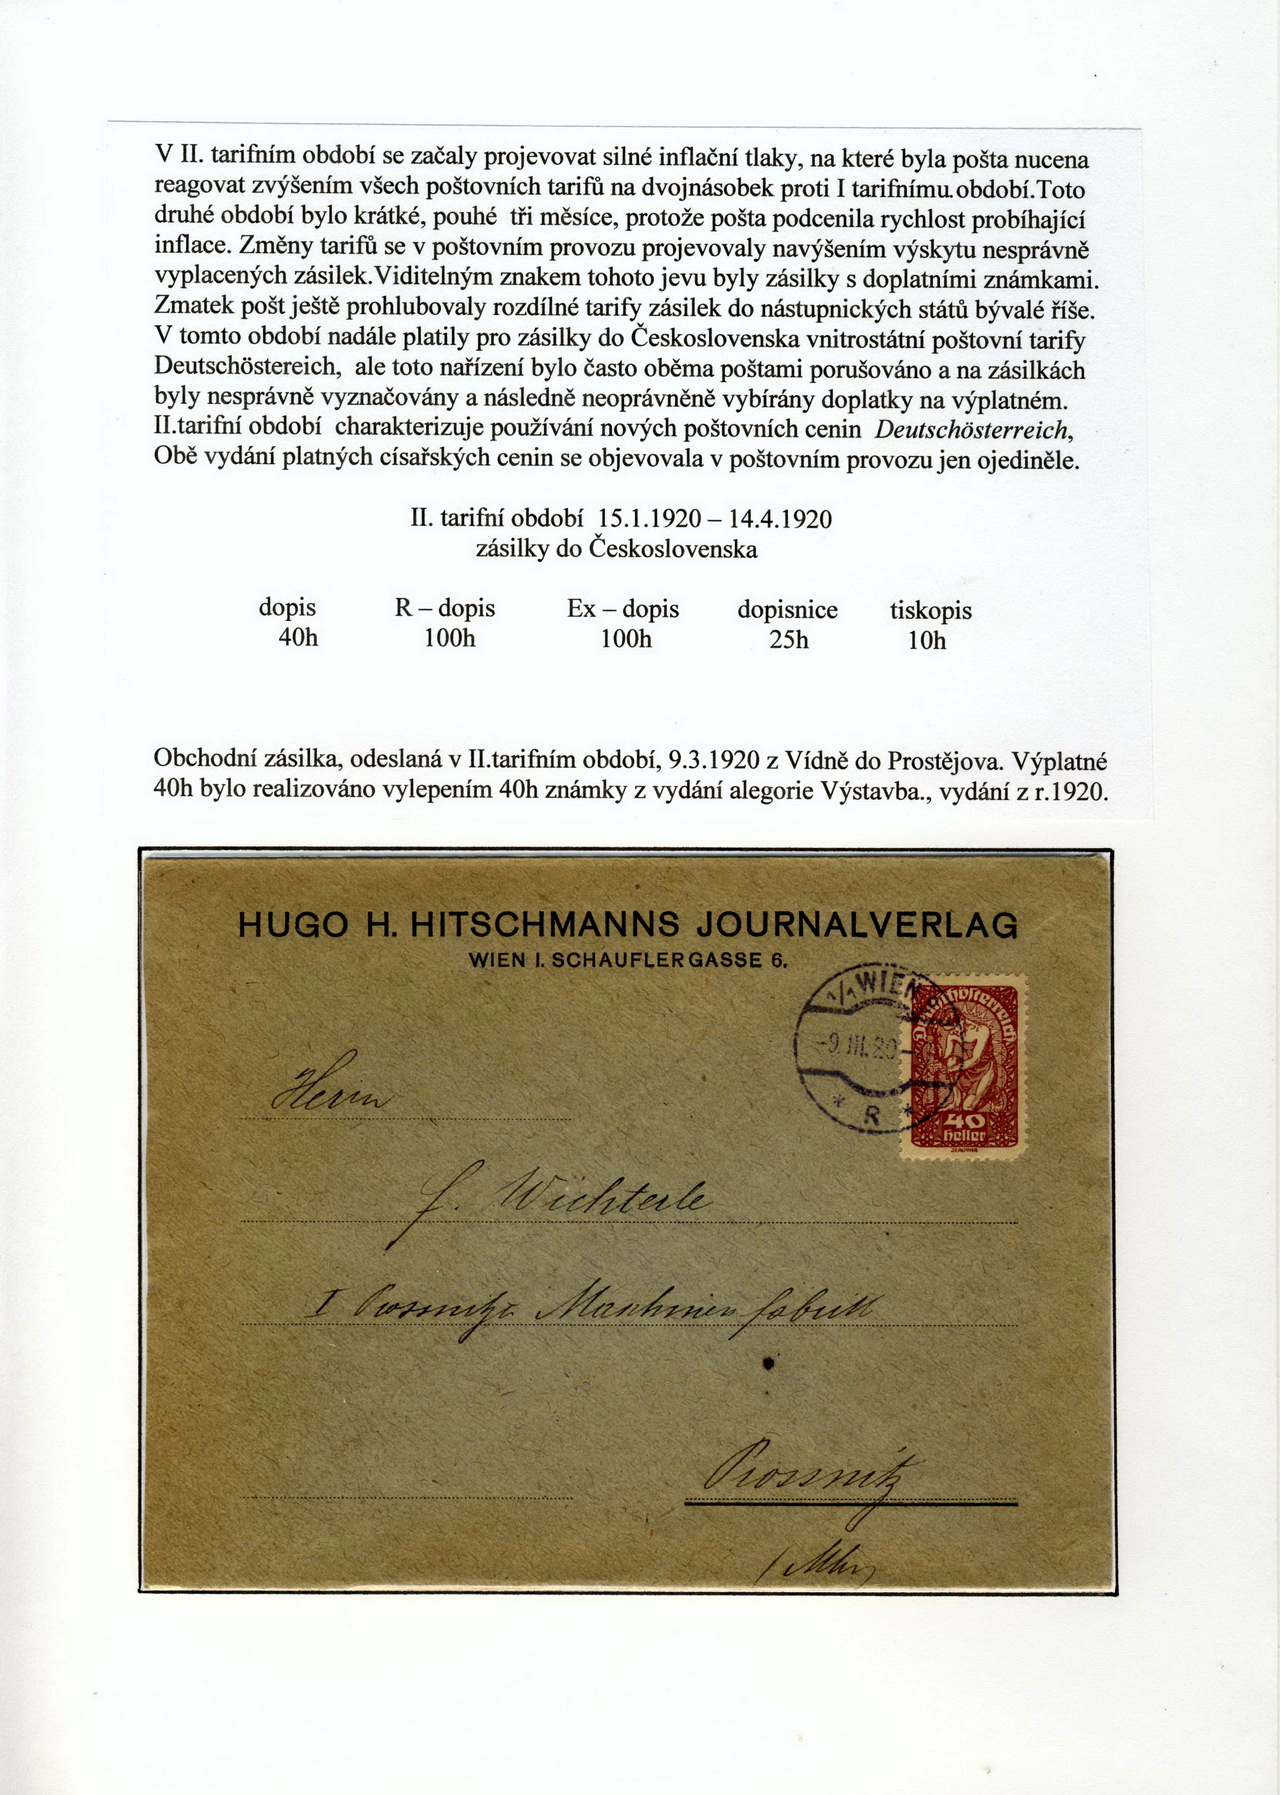 V II. tarifním období se začaly projevovat silné inflační tlaky, na které byla pošta nucena
reagovat zvýšením všech poštovních tarifů na dvojnásobek proti I tarifnímu.období.Toto
druhé období bylo krátké, pouhé tři měsíce, protože pošta podcenila rychlost probíhající
inflace. Změny tarifů se v poštovním provozu projevovaly navýšením výskytu nesprávně
vyplacených zásilek.Viditelným znakem tohoto jevu byly zásilky s doplatními známkami.
Zmatek pošt ještě prohlubovaly rozdílné tarify zásilek do nástupnických států bývalé říše.
V tomto období nadále platily pro zásilky do Československa vnitrostátní poštovní tarify
Deutschöstereich, ale toto nařízení bylo často oběma poštami porušováno a na zásilkách
byly nesprávně vyznačovány a následně neoprávněně vybírány doplatky na výplatném.
II.tarifní období charakterizuje používání nových poštovních cenin Deutschösterreich,
Obě vydání platných císařských cenin se objevovala v poštovním provozu jen ojediněle.
II. tarifní období 15.1.1920 – 14.4.1920
zásilky do Československa
dopis R – dopis Ex – dopis dopisnice tiskopis
40h 100h 100h 25h 10h
Obchodní zásilka, odeslaná v II.tarifním období, 9.3.1920 z Vídně do Prostějova. Výplatné
40h bylo realizováno vylepením 40h známky z vydání alegorie Výstavba., vydání z r.1920.
HUGO H. HITSCHMANNS JOURNALVERLAG
WIEN I. SCHAUFLERGASSE 6.
1/1 WIEN
-9.III.20-
* R *
Deutschösterreich
40
heller
Herrn
F. Wichterle
I Prossnitzr Maschinenfabrik
Prossnitz